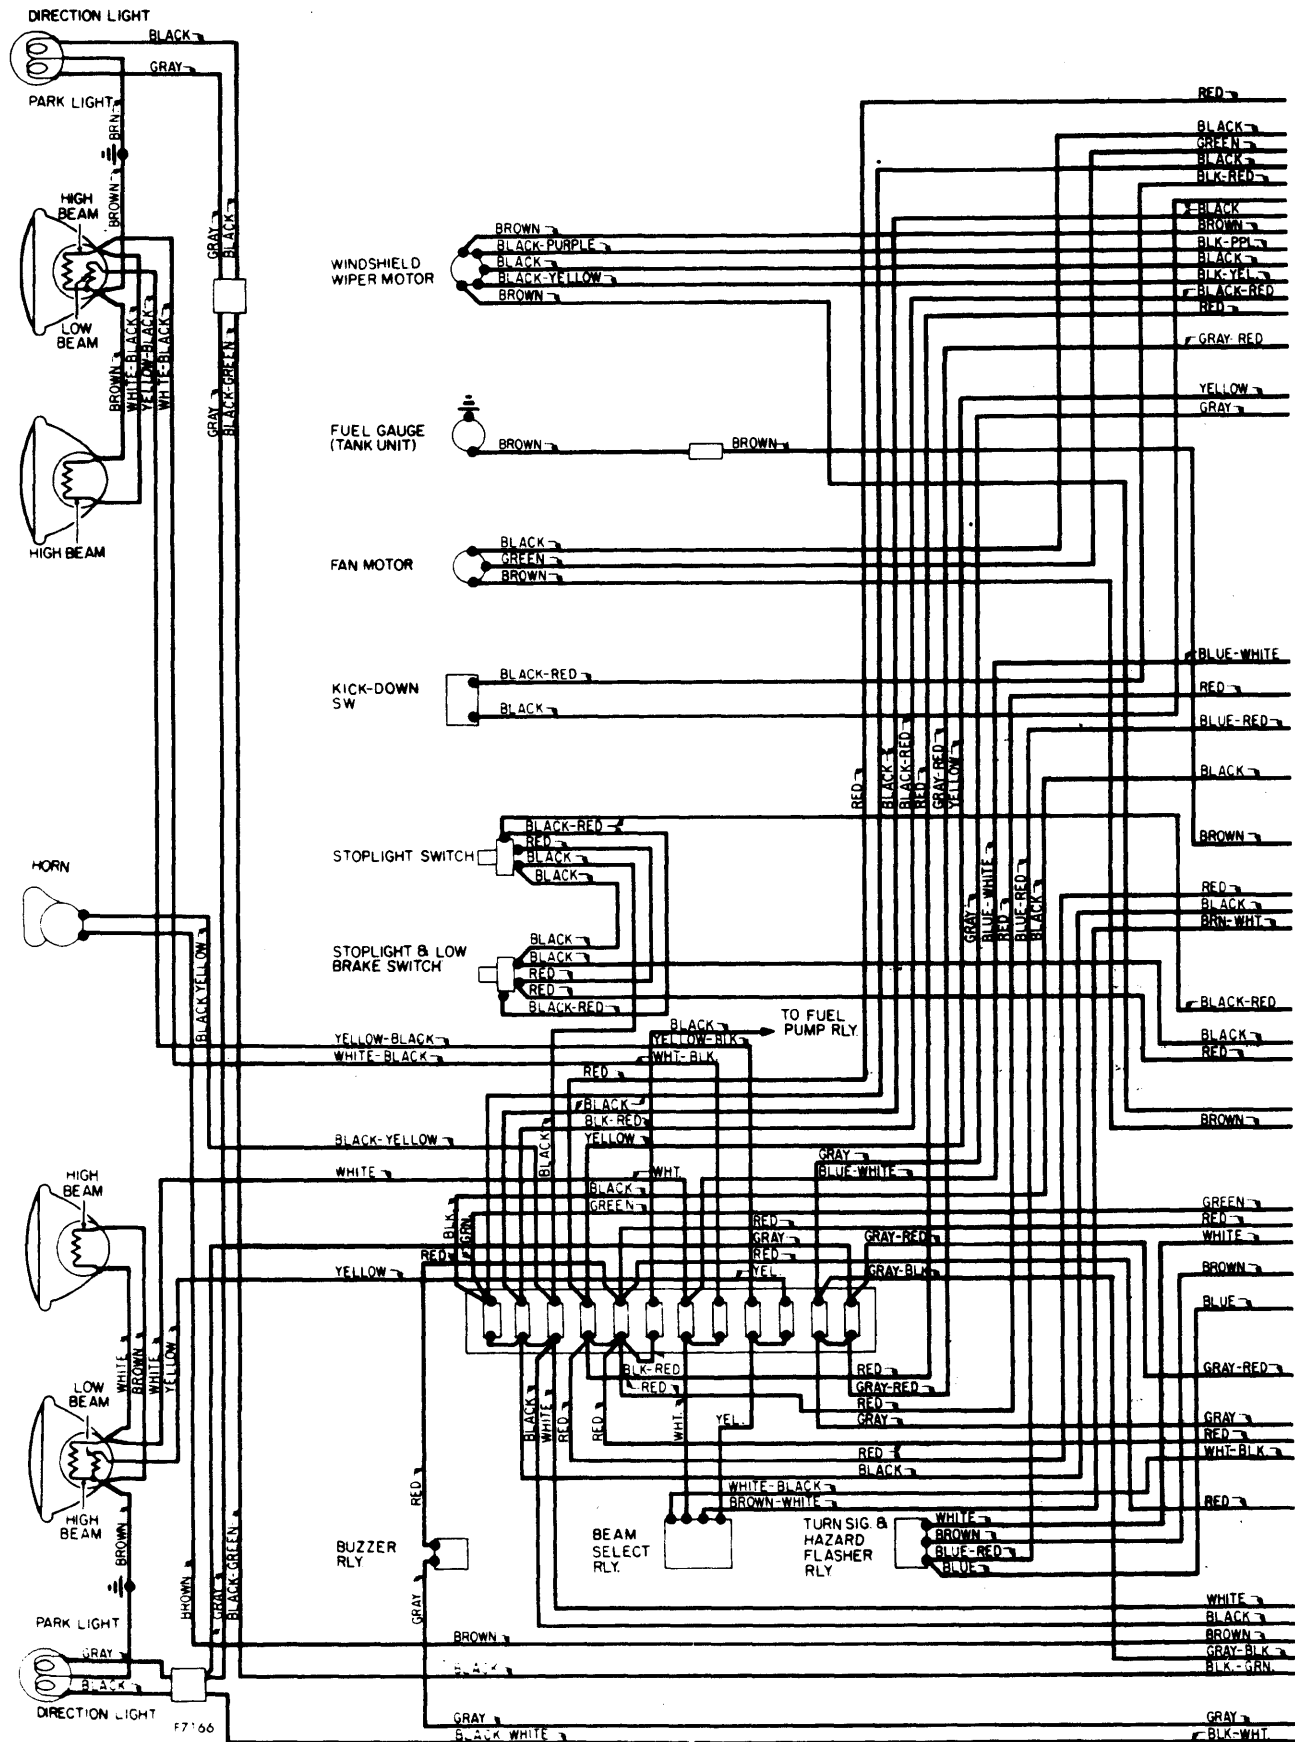 DIRECTION LIGHT
BLACK
GRAY
PARK LIGHT
BRN.
BROWN
HIGH
BEAM
GRAY
BLACK
LOW
BEAM
BROWN
WHITE-BLACK
YELLOW-BLACK
WHITE-BLACK
GRAY
BLACK-GREEN
HIGH BEAM
HORN
BLACK YELLOW
HIGH
BEAM
WHITE
BROWN
WHITE
YELLOW
LOW
BEAM
HIGH
BEAM
BROWN
BROWN
GRAY
BLACK-GREEN
PARK LIGHT
GRAY
BLACK
DIRECTION LIGHT
F7166
WINDSHIELD
WIPER MOTOR
BROWN
BLACK-PURPLE
BLACK
BLACK-YELLOW
BROWN
FUEL GAUGE
(TANK UNIT)
BROWN
BROWN
FAN MOTOR
BLACK
GREEN
BROWN
KICK-DOWN
SW
BLACK-RED
BLACK
RED
BLACK
BLACK-RED
RED
GRAY-RED
YELLOW
STOPLIGHT SWITCH
BLACK-RED
RED
BLACK
BLACK
GRAY
BLUE-WHITE
RED
BLUE-RED
BLACK
STOPLIGHT & LOW
BRAKE SWITCH
BLACK
BLACK
RED
RED
BLACK-RED
TO FUEL
PUMP RLY.
BLACK
YELLOW-BLACK
YELLOW-BLK
WHITE-BLACK
WHT-BLK.
RED
BLACK
BLK-RED
BLACK
BLACK-YELLOW
YELLOW
GRAY
BLUE-WHITE
WHITE
WHT.
BLACK
GREEN
BLK.
GRN.
RED
RED
GRAY
GRAY-RED
RED
YELLOW
YEL.
GRAY-BLK
BLK-RED
RED
RED
GRAY-RED
RED
GRAY
BLACK
WHITE
RED
RED
WHT.
YEL.
RED
BLACK
WHITE-BLACK
BROWN-WHITE
RED
BUZZER
RLY
GRAY
BEAM
SELECT
RLY.
TURN SIG. &
HAZARD
FLASHER
RLY
WHITE
BROWN
BLUE-RED
BLUE
BROWN
BLACK
GRAY
BLACK WHITE
RED
BLACK
GREEN
BLACK
BLK-RED
BLACK
BROWN
BLK-PPL
BLACK
BLK-YEL.
BLACK-RED
RED
GRAY-RED
YELLOW
GRAY
BLUE-WHITE
RED
BLUE-RED
BLACK
BROWN
RED
BLACK
BRN-WHT.
BLACK-RED
BLACK
RED
BROWN
GREEN
RED
WHITE
BROWN
BLUE
GRAY-RED
GRAY
RED
WHT-BLK
RED
WHITE
BLACK
BROWN
GRAY-BLK
BLK.-GRN.
GRAY
BLK-WHT.